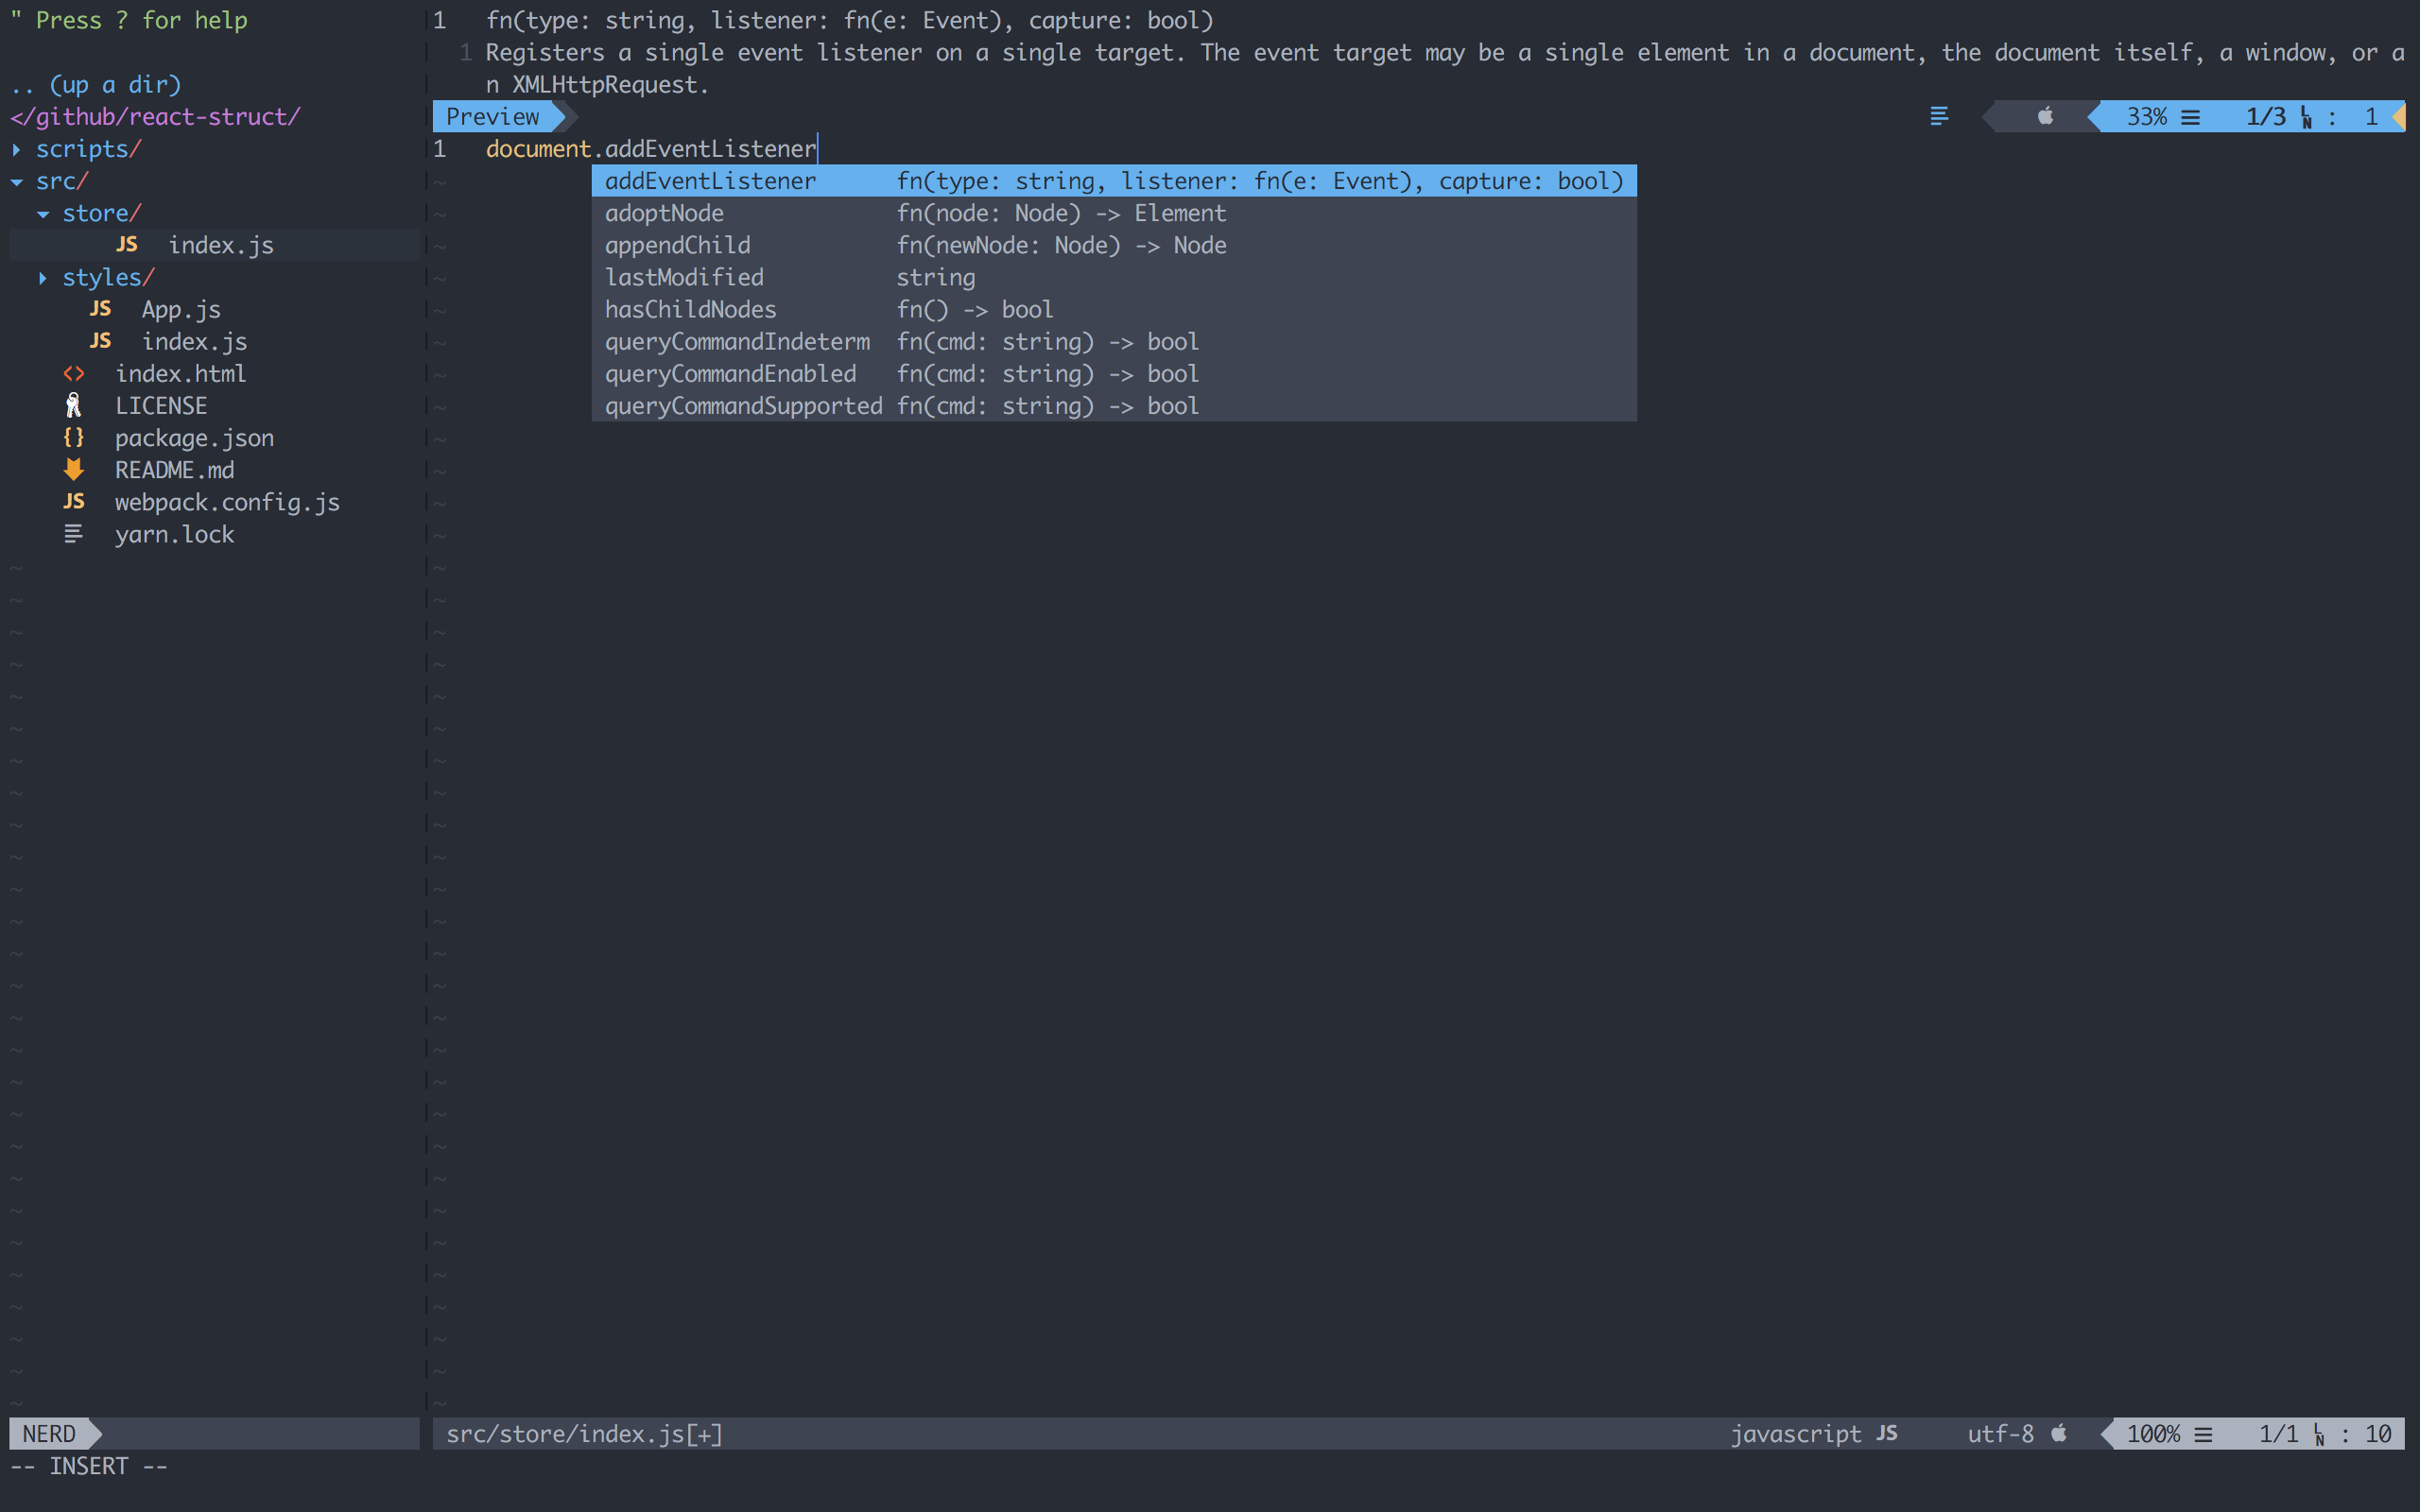 " Press ? for help
.. (up a dir)
</github/react-struct/
▸ scripts/
▾ src/
▾ store/
JS index.js
▸ styles/
JS App.js
JS index.js
<> index.html
LICENSE
{} package.json
README.md
JS webpack.config.js
yarn.lock
NERD
1 fn(type: string, listener: fn(e: Event), capture: bool)
1 Registers a single event listener on a single target. The event target may be a single element in a document, the document itself, a window, or a
n XMLHttpRequest.
Preview 33% ☰ 1/3 LN : 1
1 document.addEventListener
addEventListener fn(type: string, listener: fn(e: Event), capture: bool)
adoptNode fn(node: Node) -> Element
appendChild fn(newNode: Node) -> Node
lastModified string
hasChildNodes fn() -> bool
queryCommandIndeterm fn(cmd: string) -> bool
queryCommandEnabled fn(cmd: string) -> bool
queryCommandSupported fn(cmd: string) -> bool
src/store/index.js[+] javascript JS utf-8 100% ☰ 1/1 LN : 10
-- INSERT --